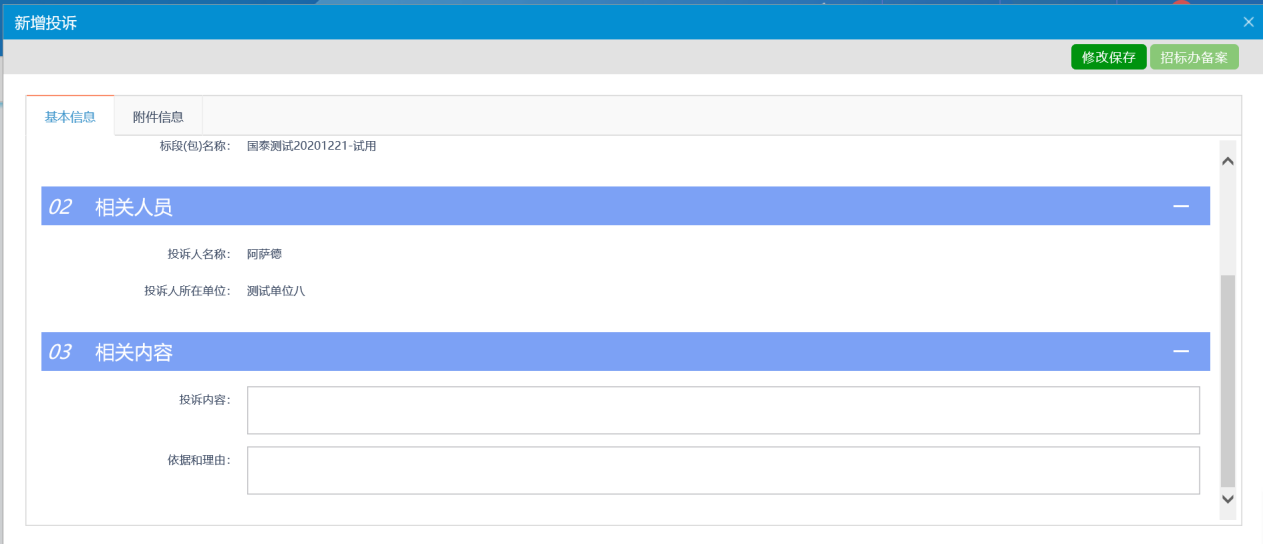 新增投诉
修改保存 招标办备案
基本信息 附件信息
标段(包)名称： 国泰测试20201221-试用
02 相关人员
投诉人名称： 阿萨德
投诉人所在单位： 测试单位八
03 相关内容
投诉内容：
依据和理由：